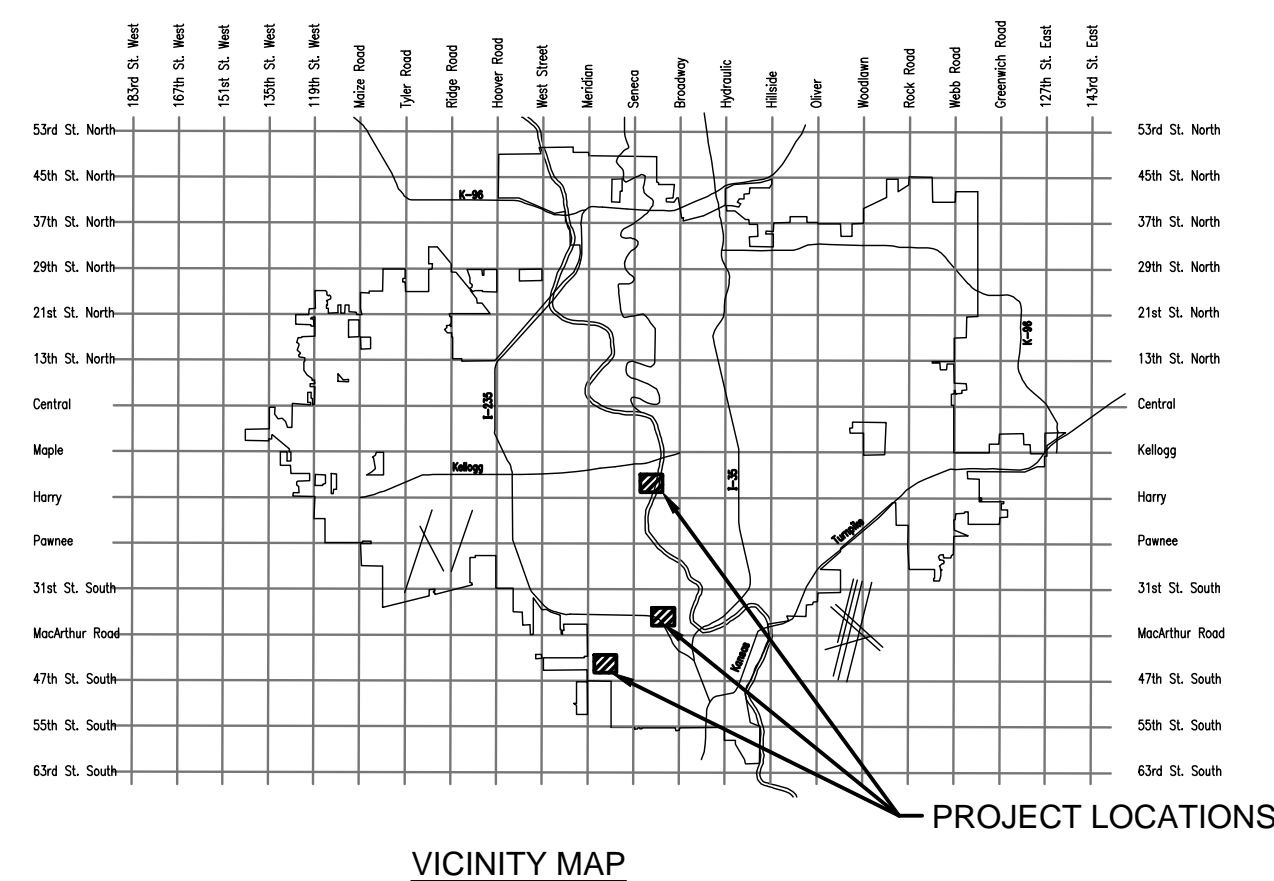 183rd St. West
167th St. West
151st St. West
135th St. West
119th St. West
Maize Road
Tyler Road
Ridge Road
Hoover Road
West Street
Meridian
Seneca
Broadway
Hydraulic
Hillside
Oliver
Woodlawn
Rock Road
Webb Road
Greenwich Road
127th St. East
143rd St. East
53rd St. North
53rd St. North
45th St. North
45th St. North
K-96
37th St. North
37th St. North
29th St. North
29th St. North
21st St. North
21st St. North
K-96
13th St. North
13th St. North
Central
Central
I-235
Maple
Kellogg
Kellogg
I-35
Harry
Harry
Turnpike
Pawnee
Pawnee
31st St. South
31st St. South
MacArthur Road
MacArthur Road
Kansas
47th St. South
47th St. South
55th St. South
55th St. South
63rd St. South
63rd St. South
PROJECT LOCATIONS
VICINITY MAP